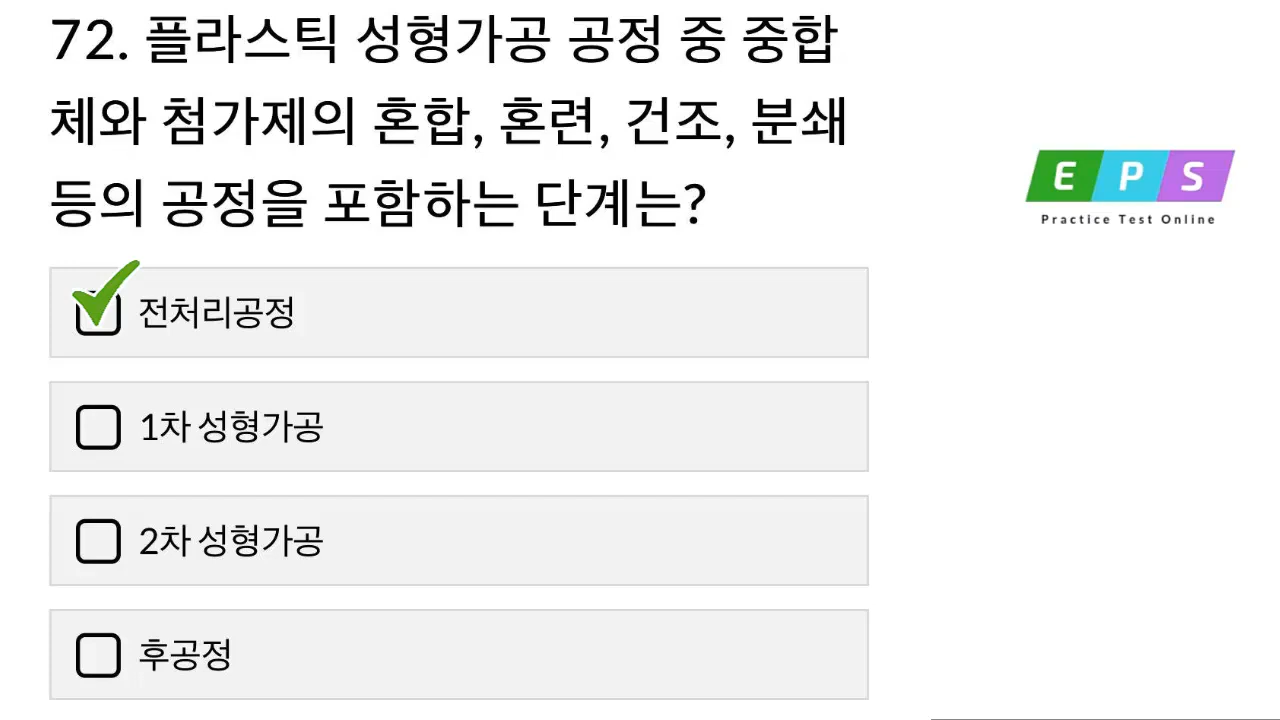 72. 플라스틱 성형가공 공정 중 중합
체와 첨가제의 혼합, 혼련, 건조, 분쇄
등의 공정을 포함하는 단계는?
EPS
Practice Test Online
전처리공정
1차 성형가공
2차 성형가공
후공정